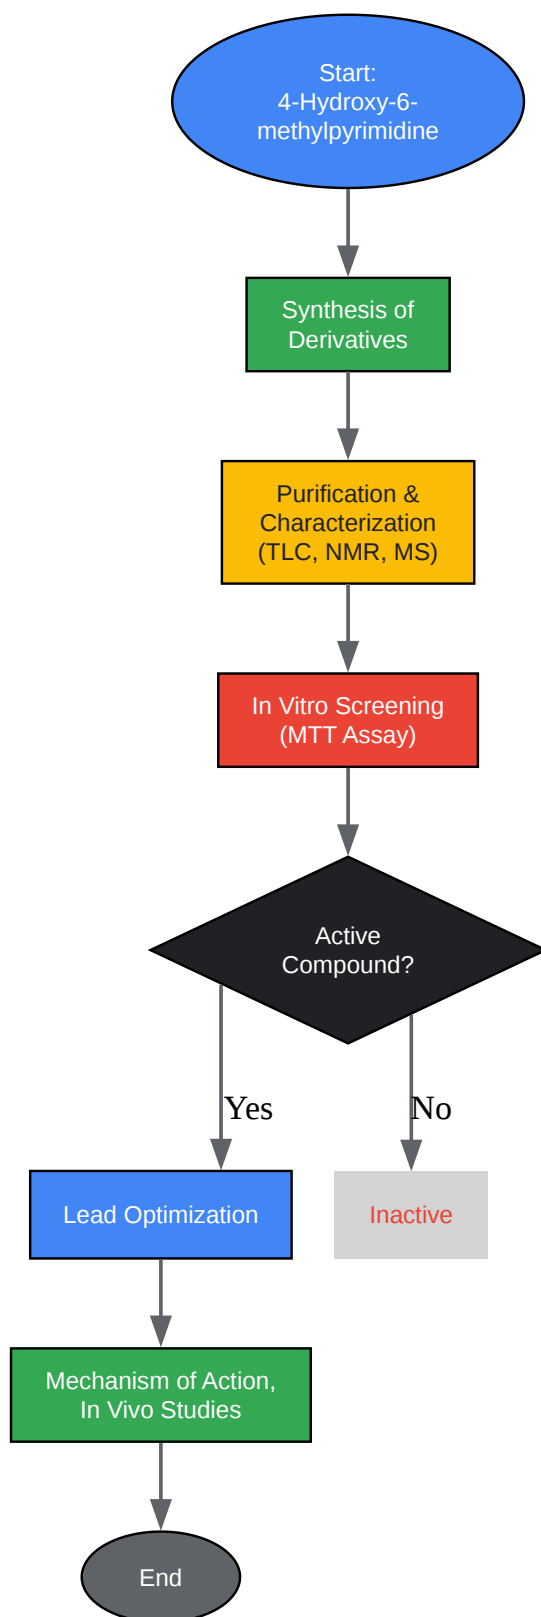 Start:
4-Hydroxy-6-
methylpyrimidine
Synthesis of
Derivatives
Purification &
Characterization
(TLC, NMR, MS)
In Vitro Screening
(MTT Assay)
Active
Compound?
Yes
No
Lead Optimization
Inactive
Mechanism of Action,
In Vivo Studies
End